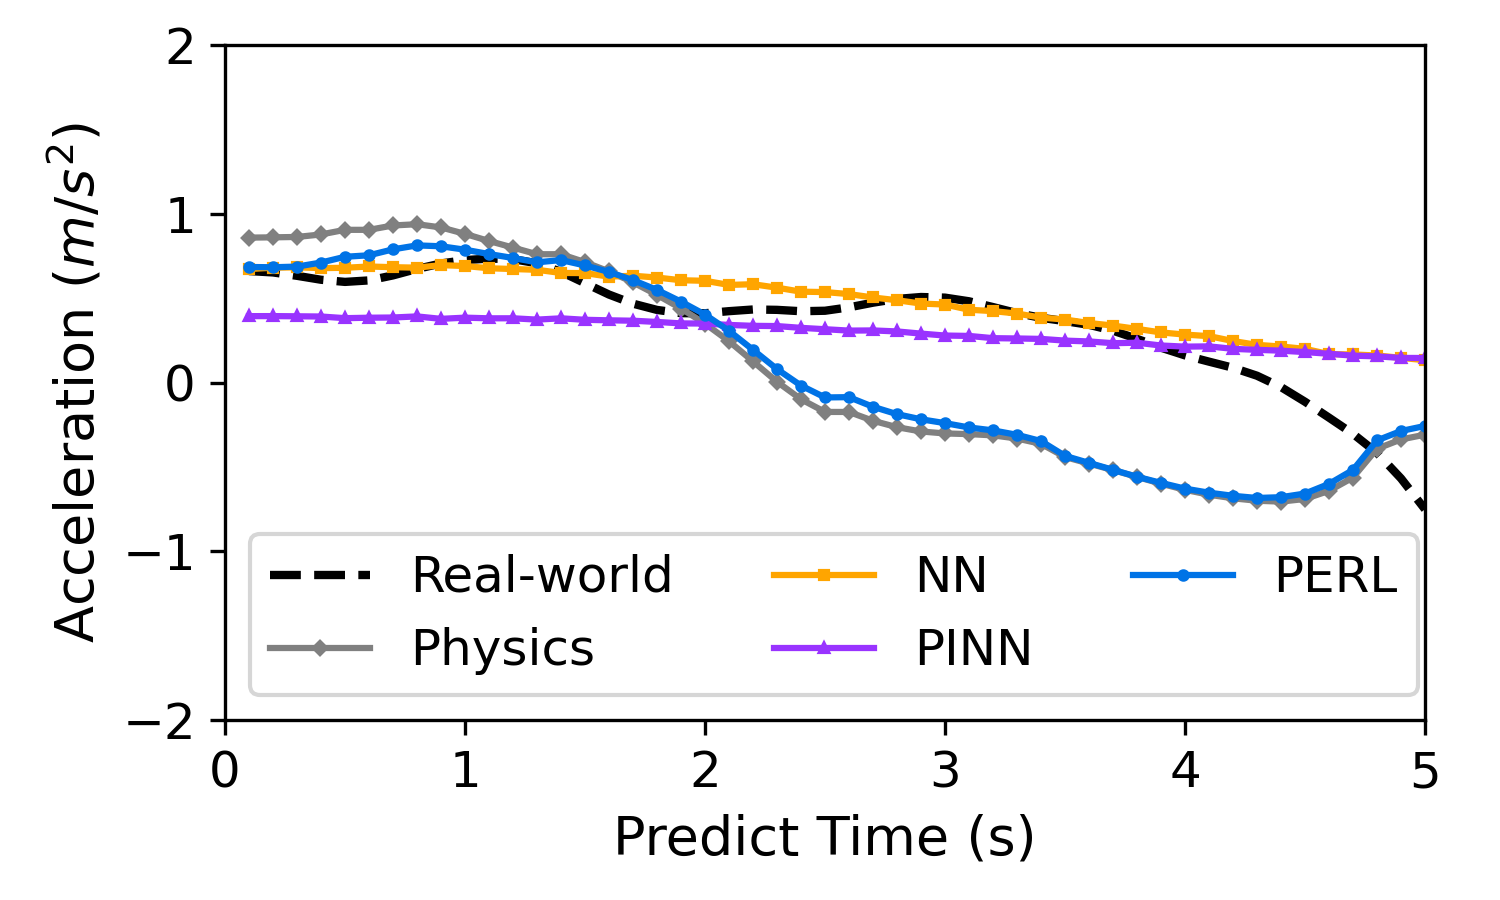 2
1
0
−1
−2
Acceleration (m/s²)
Real-world
NN
PERL
Physics
PINN
0 1 2 3 4 5
Predict Time (s)